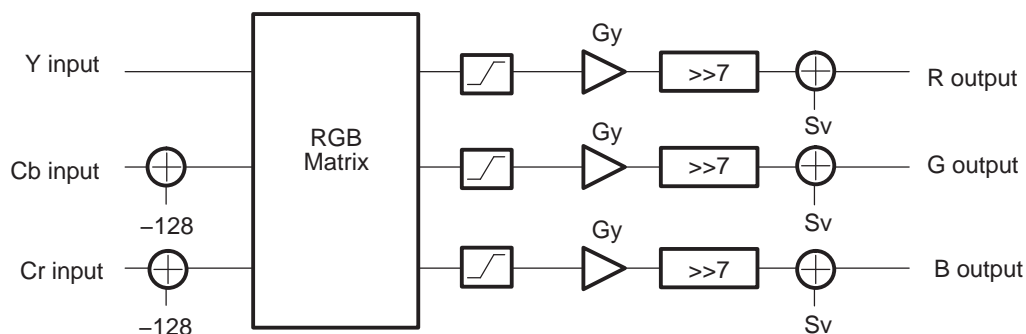 Gy
Y input >>7 R output
Sv
RGB
Matrix
Gy
Cb input >>7 G output
–128 Sv
Gy
Cr input >>7 B output
–128 Sv